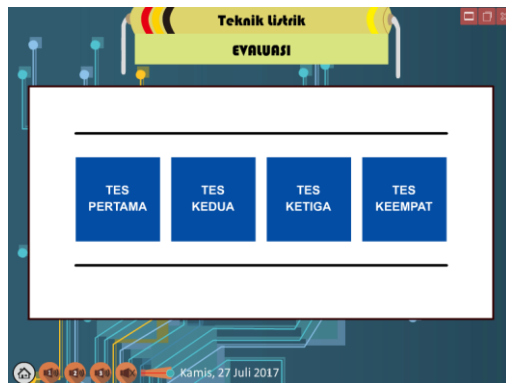 Teknik Listrik
EVALUASI
TES
PERTAMA
TES
KEDUA
TES
KETIGA
TES
KEEMPAT
Kamis, 27 Juli 2017